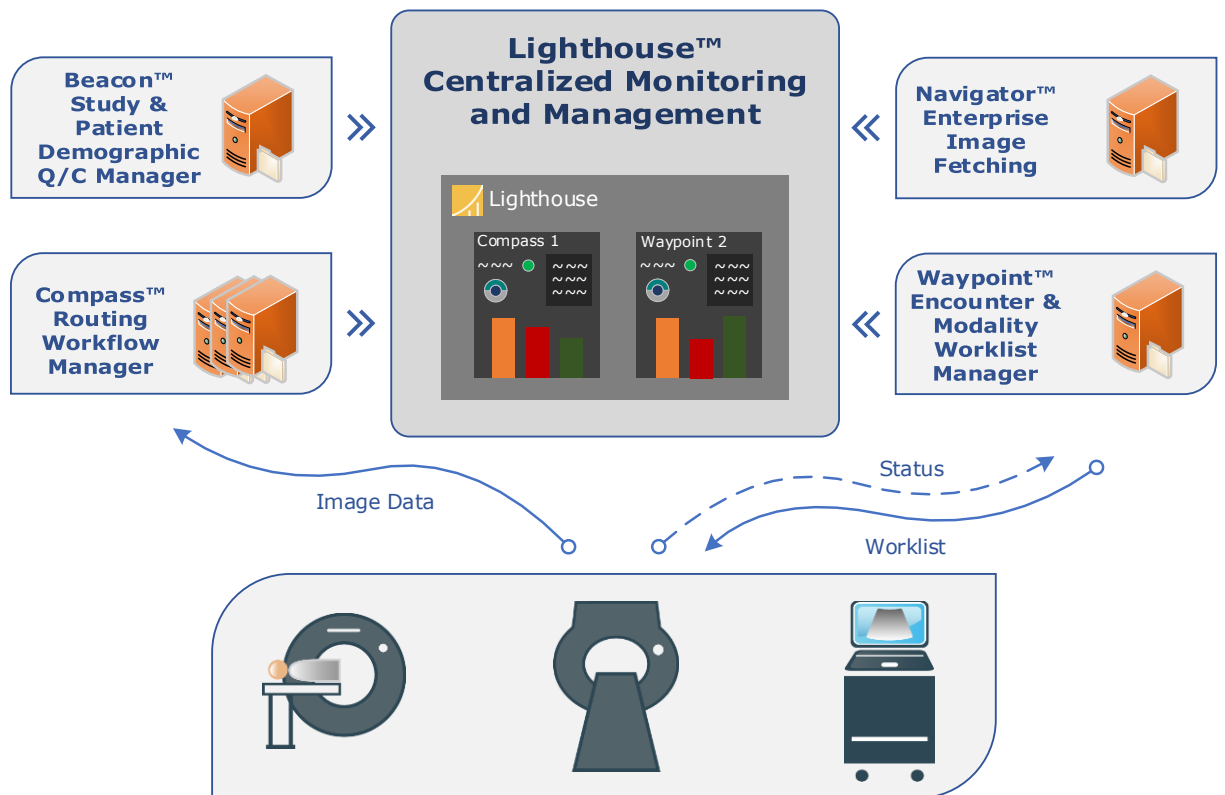 Lighthouse™
Centralized Monitoring
and Management
Beacon™
Study &
Patient
Demographic
Q/C Manager
Navigator™
Enterprise
Image
Fetching
Lighthouse
Compass 1
Waypoint 2
Compass™
Routing
Workflow
Manager
Waypoint™
Encounter &
Modality
Worklist
Manager
Image Data
Status
Worklist